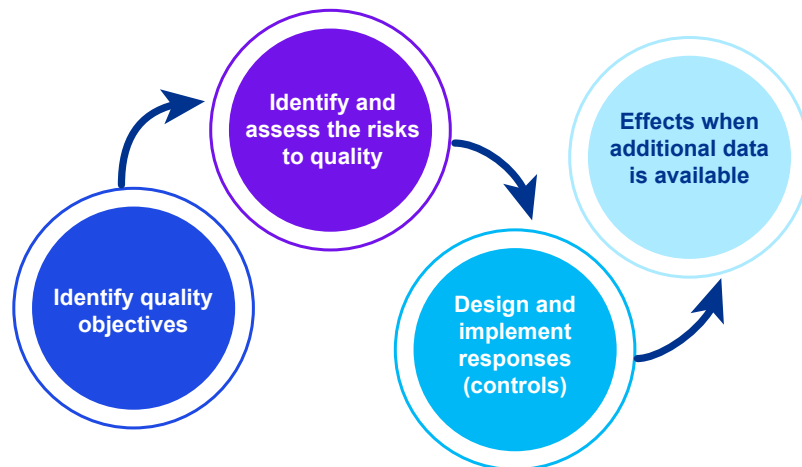 Identify quality
objectives
Identify and
assess the risks
to quality
Design and
implement
responses
(controls)
Effects when
additional data
is available